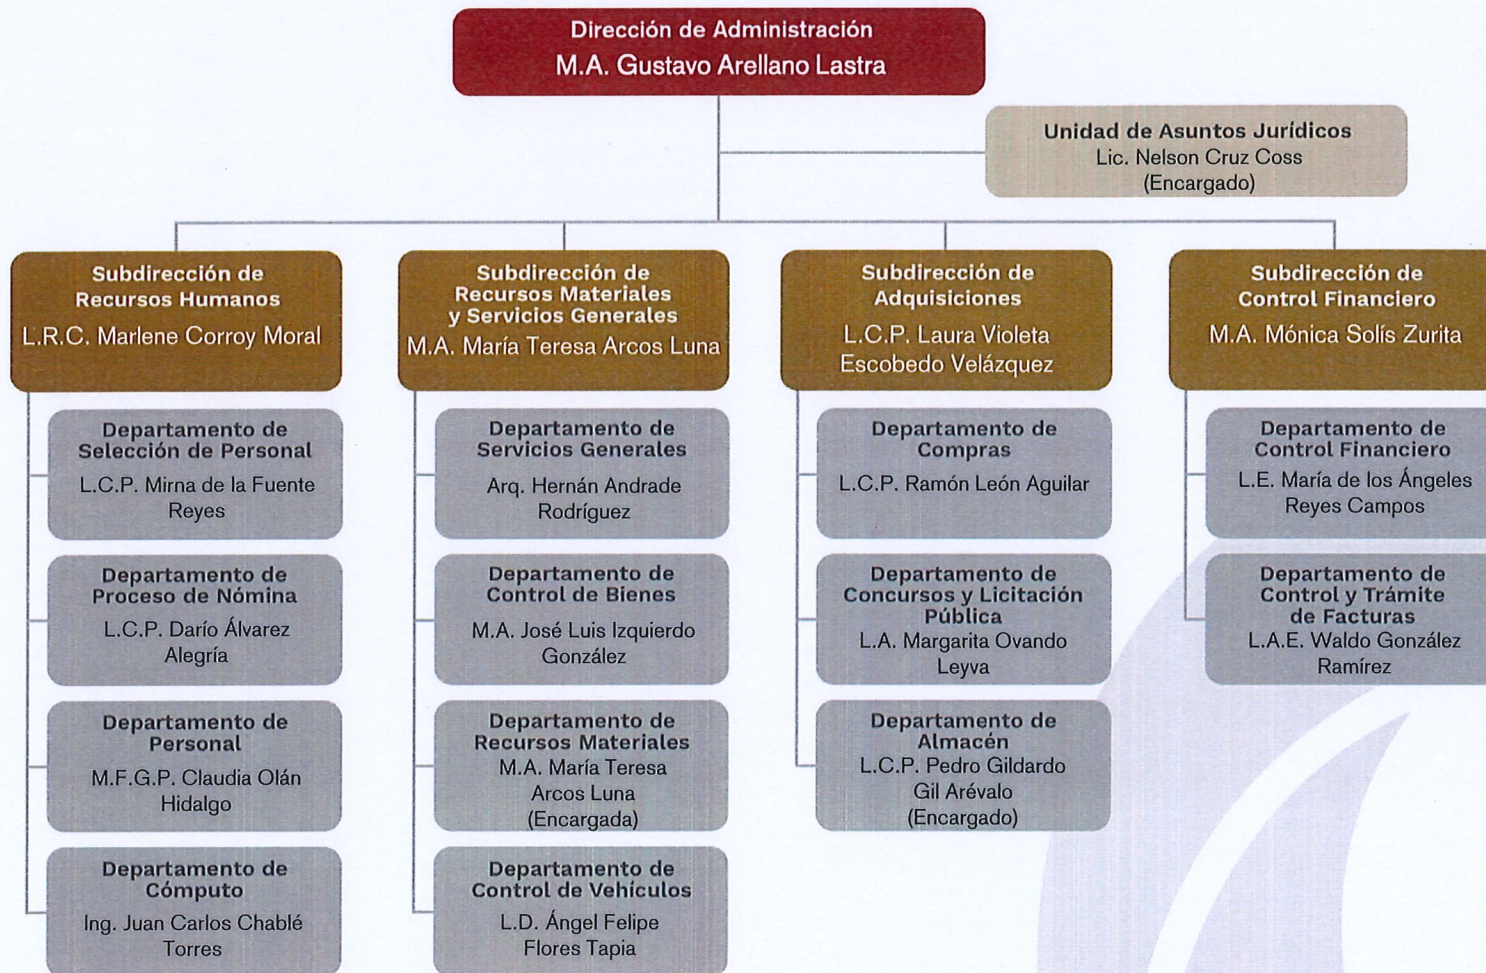 Dirección de Administración
M.A. Gustavo Arellano Lastra
Unidad de Asuntos Jurídicos
Lic. Nelson Cruz Coss
(Encargado)
Subdirección de
Recursos Humanos
L.R.C. Marlene Corroy Moral
Departamento de
Selección de Personal
L.C.P. Mirna de la Fuente
Reyes
Departamento de
Proceso de Nómina
L.C.P. Darío Álvarez
Alegría
Departamento de
Personal
M.F.G.P. Claudia Olán
Hidalgo
Departamento de
Cómputo
Ing. Juan Carlos Chablé
Torres
Subdirección de
Recursos Materiales
y Servicios Generales
M.A. María Teresa Arcos Luna
Departamento de
Servicios Generales
Arq. Hernán Andrade
Rodríguez
Departamento de
Control de Bienes
M.A. José Luis Izquierdo
González
Departamento de
Recursos Materiales
M.A. María Teresa
Arcos Luna
(Encargada)
Departamento de
Control de Vehículos
L.D. Ángel Felipe
Flores Tapia
Subdirección de
Adquisiciones
L.C.P. Laura Violeta
Escobedo Velázquez
Departamento de
Compras
L.C.P. Ramón León Aguilar
Departamento de
Concursos y Licitación
Pública
L.A. Margarita Ovando
Leyva
Departamento de
Almacén
L.C.P. Pedro Gildardo
Gil Arévalo
(Encargado)
Subdirección de
Control Financiero
M.A. Mónica Solís Zurita
Departamento de
Control Financiero
L.E. María de los Ángeles
Reyes Campos
Departamento de
Control y Trámite
de Facturas
L.A.E. Waldo González
Ramírez